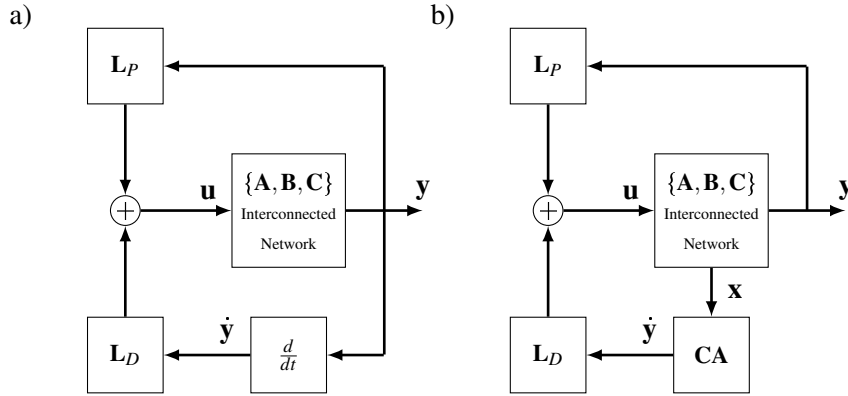 a)
L_P
u
+
{A, B, C}
Interconnected
Network
y
L_D
ẏ
d/dt
b)
L_P
u
+
{A, B, C}
Interconnected
Network
y
x
L_D
ẏ
CA